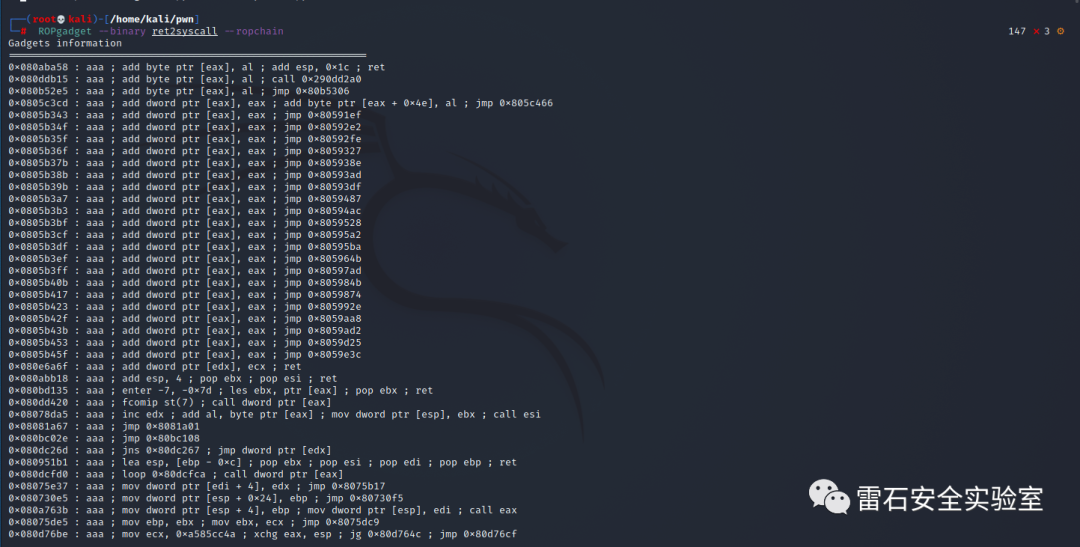 ┌──(root💀kali)-[/home/kali/pwn]
└─# ROPgadget --binary ret2syscall --ropchain 147 ⨯ 3 ⚙
Gadgets information
============================================================
0x080aba58 : aaa ; add byte ptr [eax], al ; add esp, 0x1c ; ret
0x080ddb15 : aaa ; add byte ptr [eax], al ; call 0x290dd2a0
0x080b52e5 : aaa ; add byte ptr [eax], al ; jmp 0x80b5306
0x0805c3cd : aaa ; add dword ptr [eax], eax ; add byte ptr [eax + 0x4e], al ; jmp 0x805c466
0x0805b343 : aaa ; add dword ptr [eax], eax ; jmp 0x80591ef
0x0805b34f : aaa ; add dword ptr [eax], eax ; jmp 0x80592e2
0x0805b35f : aaa ; add dword ptr [eax], eax ; jmp 0x80592fe
0x0805b36f : aaa ; add dword ptr [eax], eax ; jmp 0x8059327
0x0805b37b : aaa ; add dword ptr [eax], eax ; jmp 0x805938e
0x0805b38b : aaa ; add dword ptr [eax], eax ; jmp 0x80593ad
0x0805b39b : aaa ; add dword ptr [eax], eax ; jmp 0x80593df
0x0805b3a7 : aaa ; add dword ptr [eax], eax ; jmp 0x8059487
0x0805b3b3 : aaa ; add dword ptr [eax], eax ; jmp 0x80594ac
0x0805b3bf : aaa ; add dword ptr [eax], eax ; jmp 0x8059528
0x0805b3cf : aaa ; add dword ptr [eax], eax ; jmp 0x80595a2
0x0805b3df : aaa ; add dword ptr [eax], eax ; jmp 0x80595ba
0x0805b3ef : aaa ; add dword ptr [eax], eax ; jmp 0x805964b
0x0805b3ff : aaa ; add dword ptr [eax], eax ; jmp 0x80597ad
0x0805b40b : aaa ; add dword ptr [eax], eax ; jmp 0x805984b
0x0805b417 : aaa ; add dword ptr [eax], eax ; jmp 0x8059874
0x0805b423 : aaa ; add dword ptr [eax], eax ; jmp 0x805992e
0x0805b42f : aaa ; add dword ptr [eax], eax ; jmp 0x8059aa8
0x0805b43b : aaa ; add dword ptr [eax], eax ; jmp 0x8059ad2
0x0805b453 : aaa ; add dword ptr [eax], eax ; jmp 0x8059d25
0x0805b45f : aaa ; add dword ptr [eax], eax ; jmp 0x8059e3c
0x080e6a6f : aaa ; add dword ptr [edx], ecx ; ret
0x080abb18 : aaa ; add esp, 4 ; pop ebx ; pop esi ; ret
0x080bd135 : aaa ; enter -7, -0x7d ; les ebx, ptr [eax] ; pop ebx ; ret
0x080dd420 : aaa ; fcomip st(7) ; call dword ptr [eax]
0x08078da5 : aaa ; inc edx ; add al, byte ptr [eax] ; mov dword ptr [esp], ebx ; call esi
0x08081a67 : aaa ; jmp 0x8081a01
0x080bc02e : aaa ; jmp 0x80bc108
0x080dc26d : aaa ; jns 0x80dc267 ; jmp dword ptr [edx]
0x080951b1 : aaa ; lea esp, [ebp - 0xc] ; pop ebx ; pop esi ; pop edi ; pop ebp ; ret
0x080dcfd0 : aaa ; loop 0x80dcfca ; call dword ptr [eax]
0x08075e37 : aaa ; mov dword ptr [edi + 4], edx ; jmp 0x8075b17
0x080730e5 : aaa ; mov dword ptr [esp + 0x24], ebp ; jmp 0x80730f5
0x080a763b : aaa ; mov dword ptr [esp + 4], ebp ; mov dword ptr [esp], edi ; call eax
0x08075de5 : aaa ; mov ebp, ebx ; mov ebx, ecx ; jmp 0x8075dc9
0x080d76be : aaa ; mov ecx, 0xa585cc4a ; xchg eax, esp ; jg 0x80d764c ; jmp 0x80d76cf
雷石安全实验室